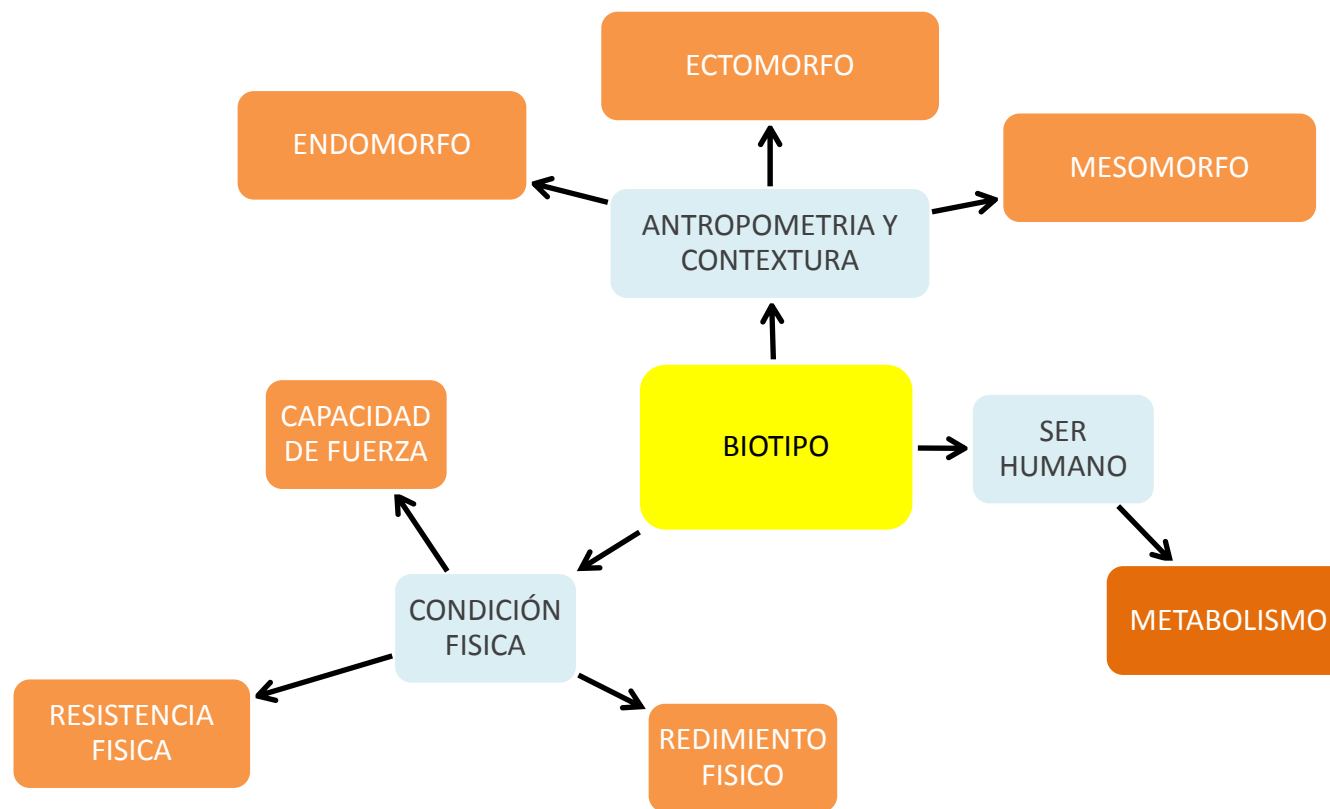 ECTOMORFO
ENDOMORFO
MESOMORFO
ANTROPOMETRIA Y
CONTEXTURA
CAPACIDAD
DE FUERZA
BIOTIPO
SER
HUMANO
CONDICIÓN
FISICA
METABOLISMO
RESISTENCIA
FISICA
REDIMIENTO
FISICO